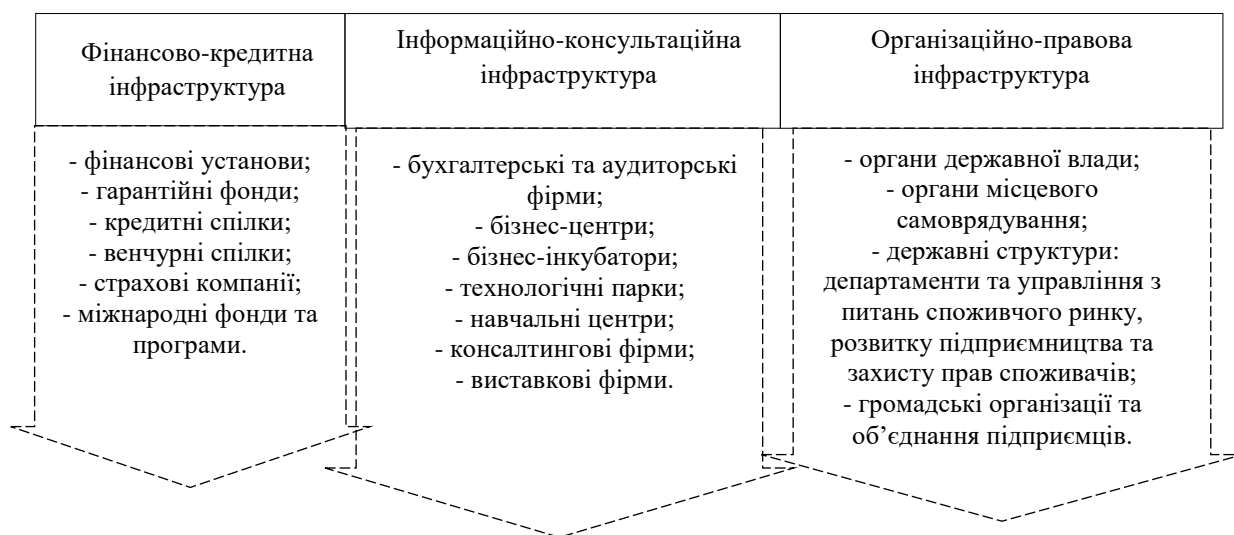 Фінансово-кредитна
інфраструктура
Інформаційно-консультаційна
інфраструктура
Організаційно-правова
інфраструктура
- фінансові установи;
- гарантійні фонди;
- кредитні спілки;
- венчурні спілки;
- страхові компанії;
- міжнародні фонди та
програми.
- бухгалтерські та аудиторські
фірми;
- бізнес-центри;
- бізнес-інкубатори;
- технологічні парки;
- навчальні центри;
- консалтингові фірми;
- виставкові фірми.
- органи державної влади;
- органи місцевого
самоврядування;
- державні структури:
департаменти та управління з
питань споживчого ринку,
розвитку підприємництва та
захисту прав споживачів;
- громадські організації та
об’єднання підприємців.